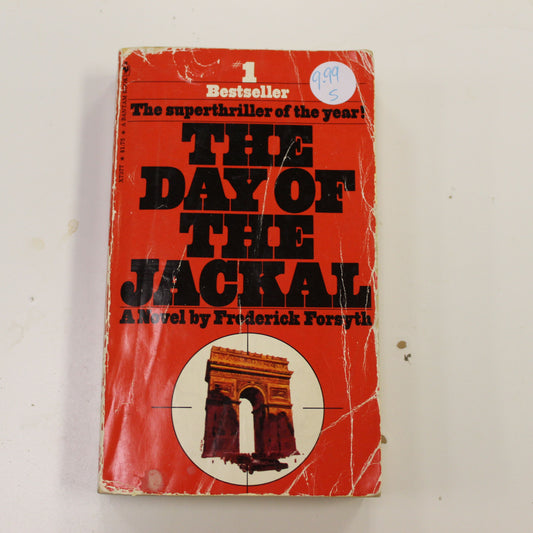 #1
Bestseller
9.99
S
The superthriller of the year!
THE
DAY OF
THE
JACKAL
A Novel by Frederick Forsyth